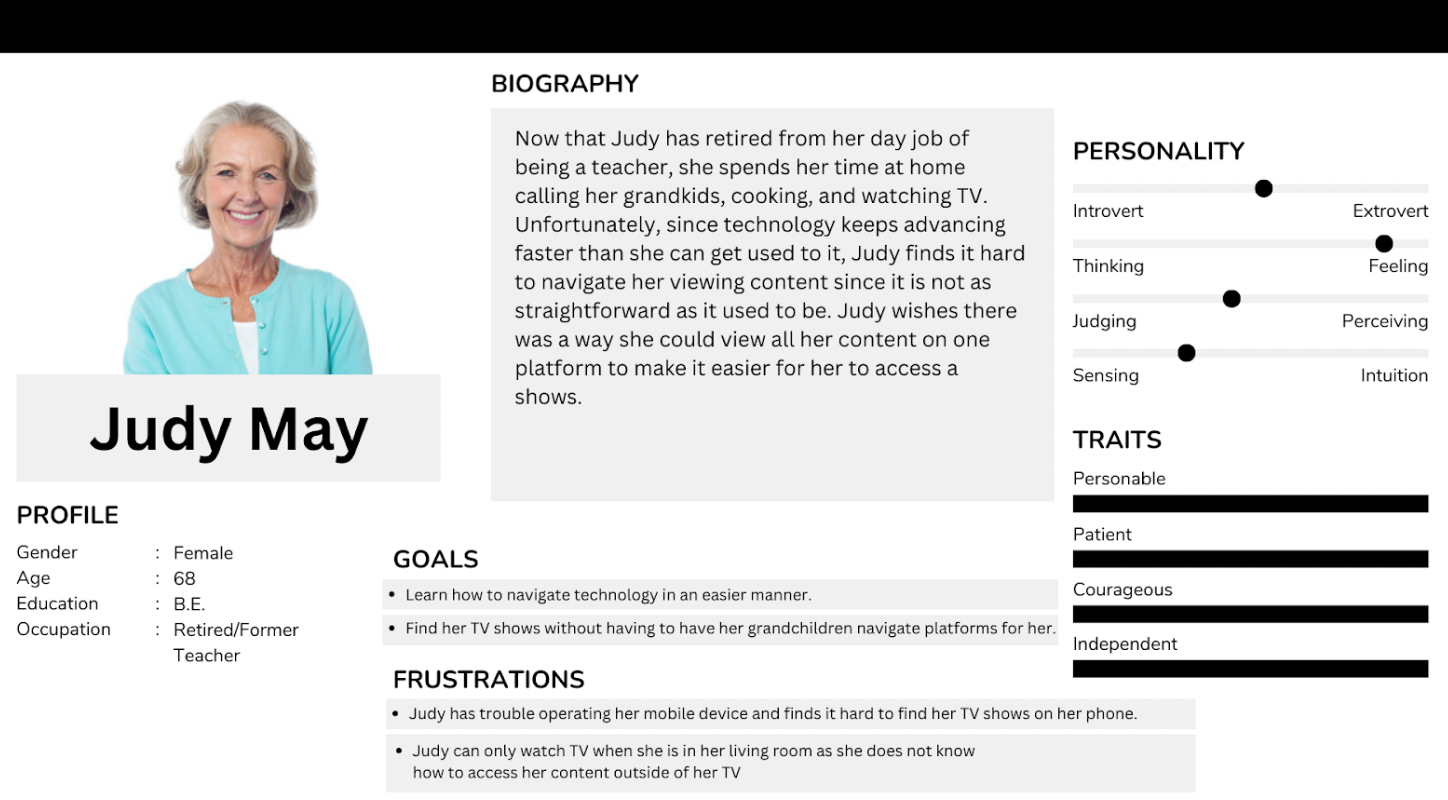 Judy May
PROFILE
Gender : Female
Age : 68
Education : B.E.
Occupation : Retired/Former
Teacher
BIOGRAPHY
Now that Judy has retired from her day job of
being a teacher, she spends her time at home
calling her grandkids, cooking, and watching TV.
Unfortunately, since technology keeps advancing
faster than she can get used to it, Judy finds it hard
to navigate her viewing content since it is not as
straightforward as it used to be. Judy wishes there
was a way she could view all her content on one
platform to make it easier for her to access a
shows.
GOALS
• Learn how to navigate technology in an easier manner.
• Find her TV shows without having to have her grandchildren navigate platforms for her.
FRUSTRATIONS
• Judy has trouble operating her mobile device and finds it hard to find her TV shows on her phone.
• Judy can only watch TV when she is in her living room as she does not know
how to access her content outside of her TV
PERSONALITY
Introvert Extrovert
Thinking Feeling
Judging Perceiving
Sensing Intuition
TRAITS
Personable
Patient
Courageous
Independent